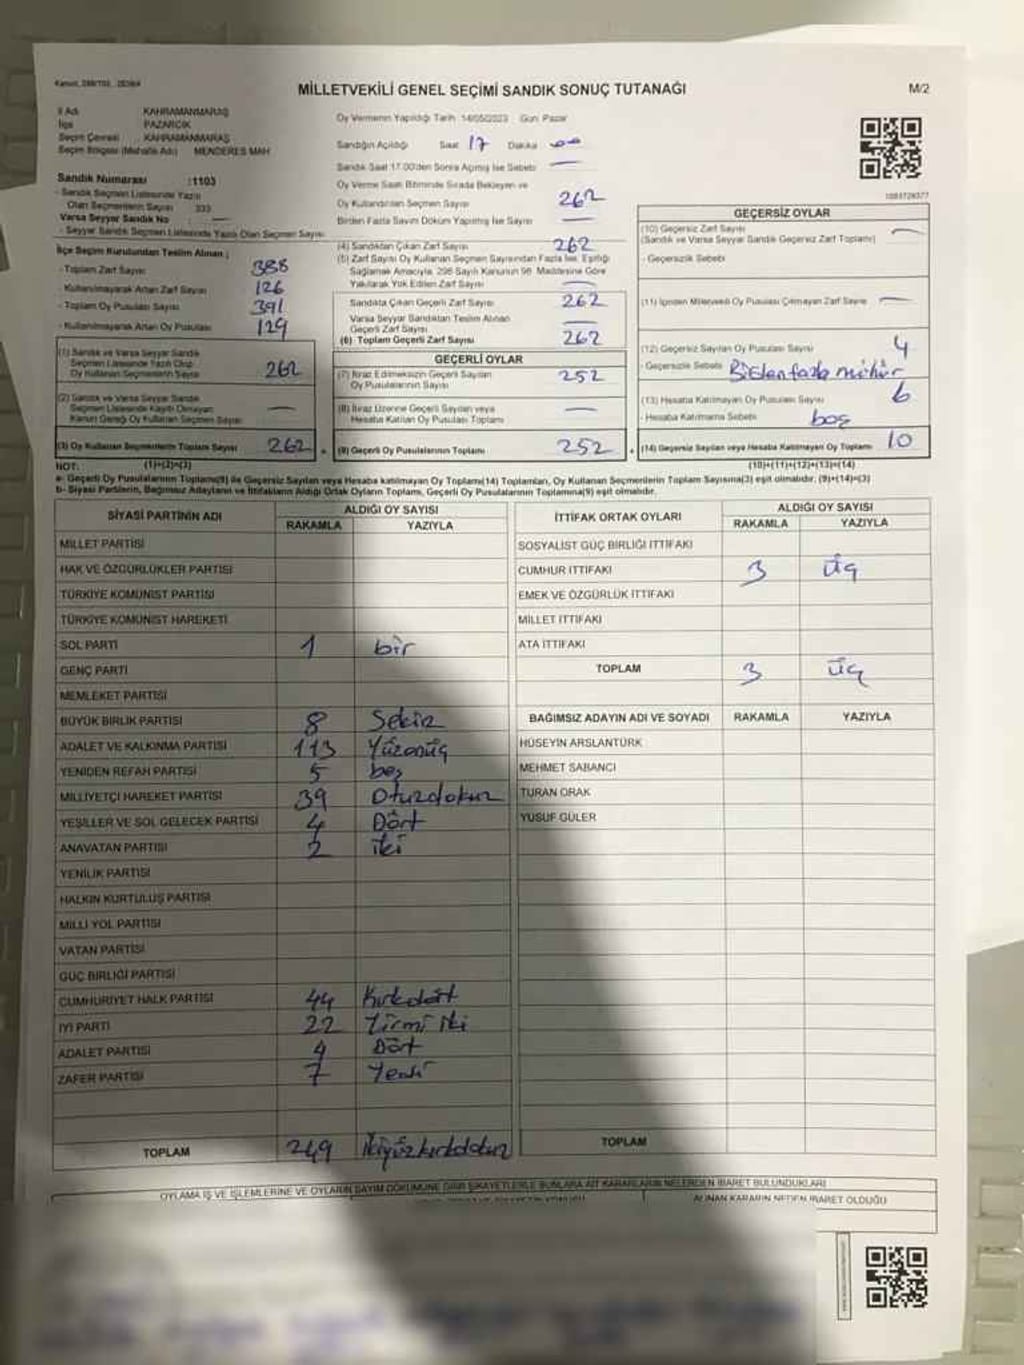 MİLLETVEKİLİ GENEL SEÇİMİ SANDIK SONUÇ TUTANAĞI
M/2
İl Adı KAHRAMANMARAŞ
İlçe PAZARCIK
Seçim Çevresi KAHRAMANMARAŞ
Seçim Bölgesi (Mahalle Adı) MENDERES MAH
Sandık Numarası :1103
- Sandık Seçmen Listesinde Yazılı
Olan Seçmenlerin Sayısı 333
Varsa Seyyar Sandık No
- Seyyar Sandık Seçmen Listesinde Yazılı Olan Seçmen Sayısı
İlçe Seçim Kurulundan Teslim Alınan;
- Toplam Zarf Sayısı 388
- Kullanılmayarak Artan Zarf Sayısı 126
- Toplam Oy Pusulası Sayısı 391
- Kullanılmayarak Artan Oy Pusulası 129
(1) Sandık ve Varsa Seyyar Sandık
Seçmen Listesinde Yazılı Olup
Oy Kullanan Seçmenlerin Sayısı 262
(2) Sandık ve Varsa Seyyar Sandık
Seçmen Listesinde Kayıtlı Olmayan
Kanun Gereği Oy Kullanan Seçmen Sayısı —
(3) Oy Kullanan Seçmenlerin Toplam Sayısı 262
Oy Vermenin Yapıldığı Tarih 14/05/2023 Gün: Pazar
Sandığın Açıldığı Saat 17 Dakika 00
Sandık Saat 17:00'den Sonra Açılmış İse Sebebi —
Oy Verme Saati Bitiminde Sırada Bekleyen ve
Oy Kullandırılan Seçmen Sayısı 262
Birden Fazla Sayım Döküm Yapılmış İse Sayısı —
(4) Sandıktan Çıkan Zarf Sayısı 262
(5) Zarf Sayısı Oy Kullanan Seçmen Sayısından Fazla İse, Eşitliği
Sağlamak Amacıyla, 298 Sayılı Kanunun 98. Maddesine Göre
Yakılarak Yok Edilen Zarf Sayısı —
Sandıkta Çıkan Geçerli Zarf Sayısı 262
Varsa Seyyar Sandıktan Teslim Alınan
Geçerli Zarf Sayısı —
(6) Toplam Geçerli Zarf Sayısı 262
GEÇERLİ OYLAR
(7) İtiraz Edilmeksizin Geçerli Sayılan
Oy Pusulalarının Sayısı 252
(8) İtiraz Üzerine Geçerli Sayılan veya
Hesaba Katılan Oy Pusulası Toplamı —
(9) Geçerli Oy Pusulalarının Toplamı 252
GEÇERSİZ OYLAR
(10) Geçersiz Zarf Sayısı —
(Sandık ve Varsa Seyyar Sandık Geçersiz Zarf Toplamı)
- Geçersizlik Sebebi
(11) İçinden Milletvekili Oy Pusulası Çıkmayan Zarf Sayısı —
(12) Geçersiz Sayılan Oy Pusulası Sayısı 4
- Geçersizlik Sebebi Birden fazla mühür
(13) Hesaba Katılmayan Oy Pusulası Sayısı 6
- Hesaba Katılmama Sebebi boş
(14) Geçersiz Sayılan veya Hesaba Katılmayan Oy Toplamı 10
NOT: (1)+(2)=(3)
(10)+(11)+(12)+(13)=(14)
a- Geçerli Oy Pusulalarının Toplamı(9) ile Geçersiz Sayılan veya Hesaba katılmayan Oy Toplamı(14) Toplamları, Oy Kullanan Seçmenlerin Toplam Sayısına(3) eşit olmalıdır. (9)+(14)=(3)
b- Siyasi Partilerin, Bağımsız Adayların ve İttifakların Aldığı Ortak Oyların Toplamı, Geçerli Oy Pusulalarının Toplamına(9) eşit olmalıdır.
SİYASİ PARTİNİN ADI ALDIĞI OY SAYISI
RAKAMLA YAZIYLA
MİLLET PARTİSİ
HAK VE ÖZGÜRLÜKLER PARTİSİ
TÜRKİYE KOMÜNİST PARTİSİ
TÜRKİYE KOMÜNİST HAREKETİ
SOL PARTİ 1 bir
GENÇ PARTİ
MEMLEKET PARTİSİ
BÜYÜK BİRLİK PARTİSİ 8 Sekiz
ADALET VE KALKINMA PARTİSİ 113 Yüzonüç
YENİDEN REFAH PARTİSİ 5 beş
MİLLİYETÇİ HAREKET PARTİSİ 39 Otuzdokuz
YEŞİLLER VE SOL GELECEK PARTİSİ 4 Dört
ANAVATAN PARTİSİ 2 iki
YENİLİK PARTİSİ
HALKIN KURTULUŞ PARTİSİ
MİLLİ YOL PARTİSİ
VATAN PARTİSİ
GÜÇ BİRLİĞİ PARTİSİ
CUMHURİYET HALK PARTİSİ 44 Kırkdört
İYİ PARTİ 22 Yirmi iki
ADALET PARTİSİ 4 Dört
ZAFER PARTİSİ 7 Yedi
TOPLAM 249 İkiyüzkırkdokuz
İTTİFAK ORTAK OYLARI ALDIĞI OY SAYISI
RAKAMLA YAZIYLA
SOSYALİST GÜÇ BİRLİĞİ İTTİFAKI
CUMHUR İTTİFAKI 3 üç
EMEK VE ÖZGÜRLÜK İTTİFAKI
MİLLET İTTİFAKI
ATA İTTİFAKI
TOPLAM 3 üç
BAĞIMSIZ ADAYIN ADI VE SOYADI RAKAMLA YAZIYLA
HÜSEYİN ARSLANTÜRK
MEHMET SABANCI
TURAN ORAK
YUSUF GÜLER
TOPLAM
OYLAMA İŞ VE İŞLEMLERİNE VE OYLARIN SAYIM DÖKÜMÜNE DAİR ŞİKAYETLERLE BUNLARA AİT KARARLARIN NELERDEN İBARET BULUNDUKLARI
ALINAN KARARIN NEDEN İBARET OLDUĞU